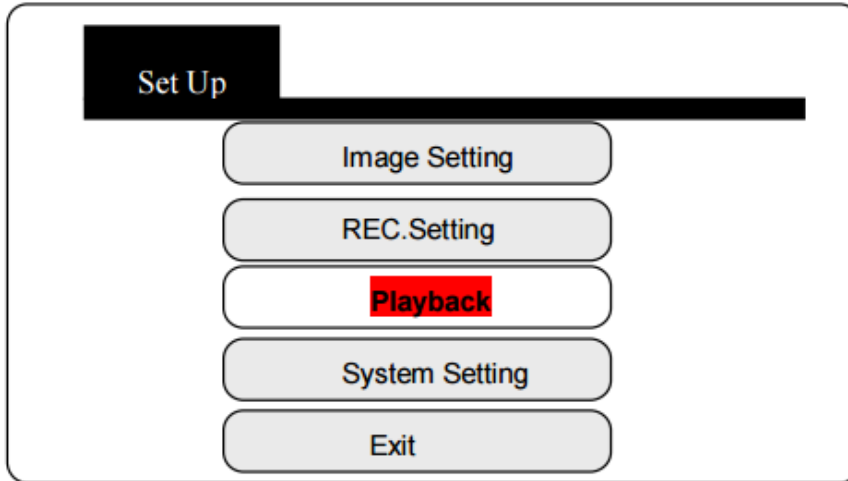 Set Up
Image Setting
REC.Setting
Playback
System Setting
Exit